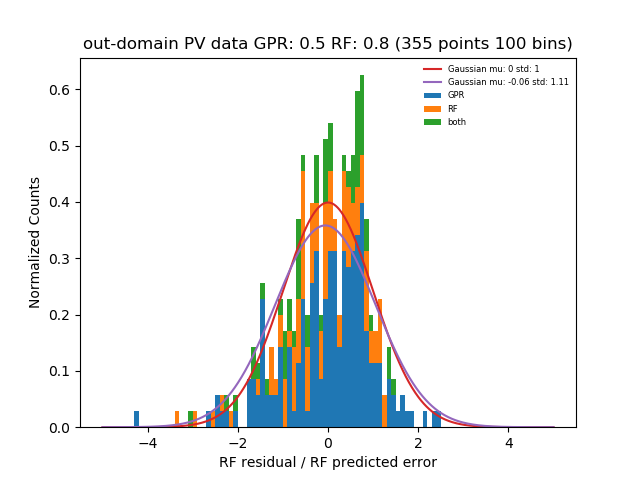 out-domain PV data GPR: 0.5 RF: 0.8 (355 points 100 bins)
Gaussian mu: 0 std: 1
Gaussian mu: -0.06 std: 1.11
GPR
RF
both
Normalized Counts
0.6
0.5
0.4
0.3
0.2
0.1
0.0
−4 −2 0 2 4
RF residual / RF predicted error